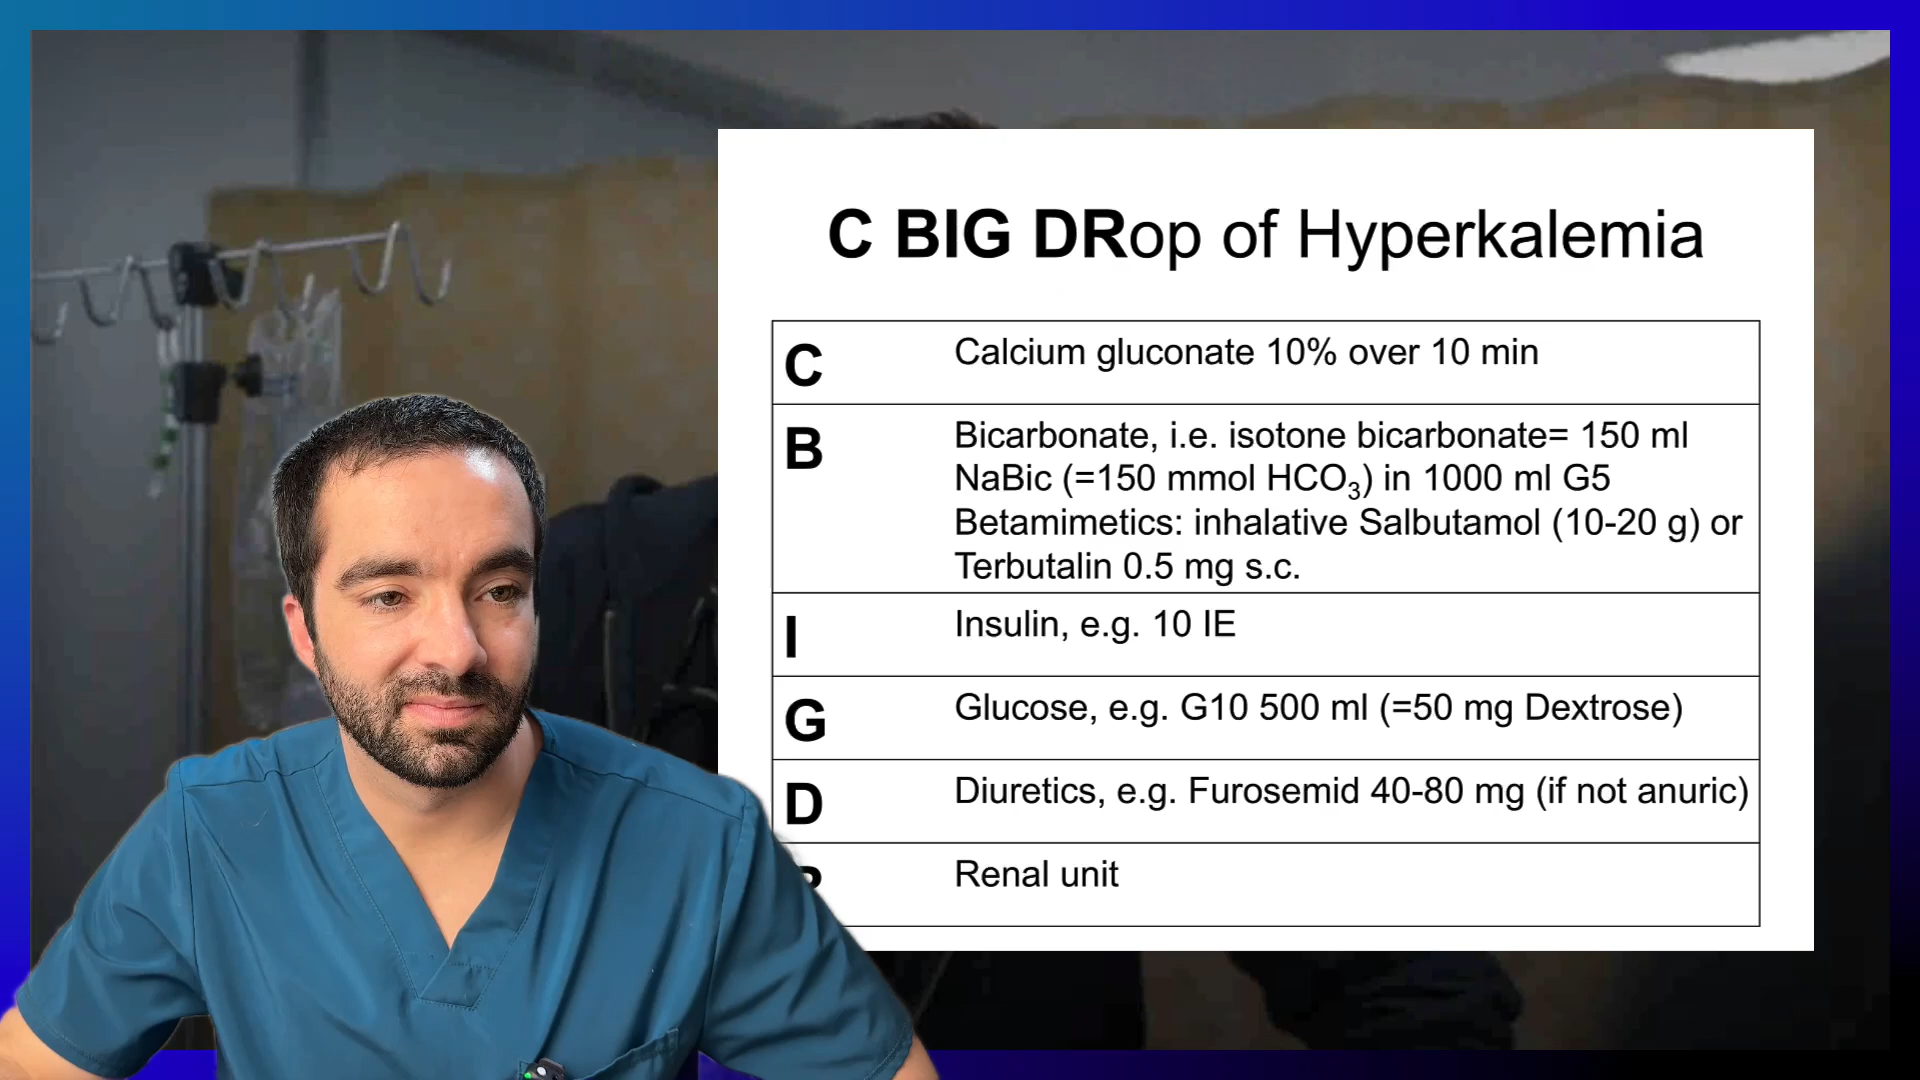 C BIG DROp of Hyperkalemia
C Calcium gluconate 10% over 10 min
B Bicarbonate, i.e. isotone bicarbonate= 150 ml
NaBic (=150 mmol HCO₃) in 1000 ml G5
Betamimetics: inhalative Salbutamol (10-20 g) or
Terbutalin 0.5 mg s.c.
I Insulin, e.g. 10 IE
G Glucose, e.g. G10 500 ml (=50 mg Dextrose)
D Diuretics, e.g. Furosemid 40-80 mg (if not anuric)
Renal unit